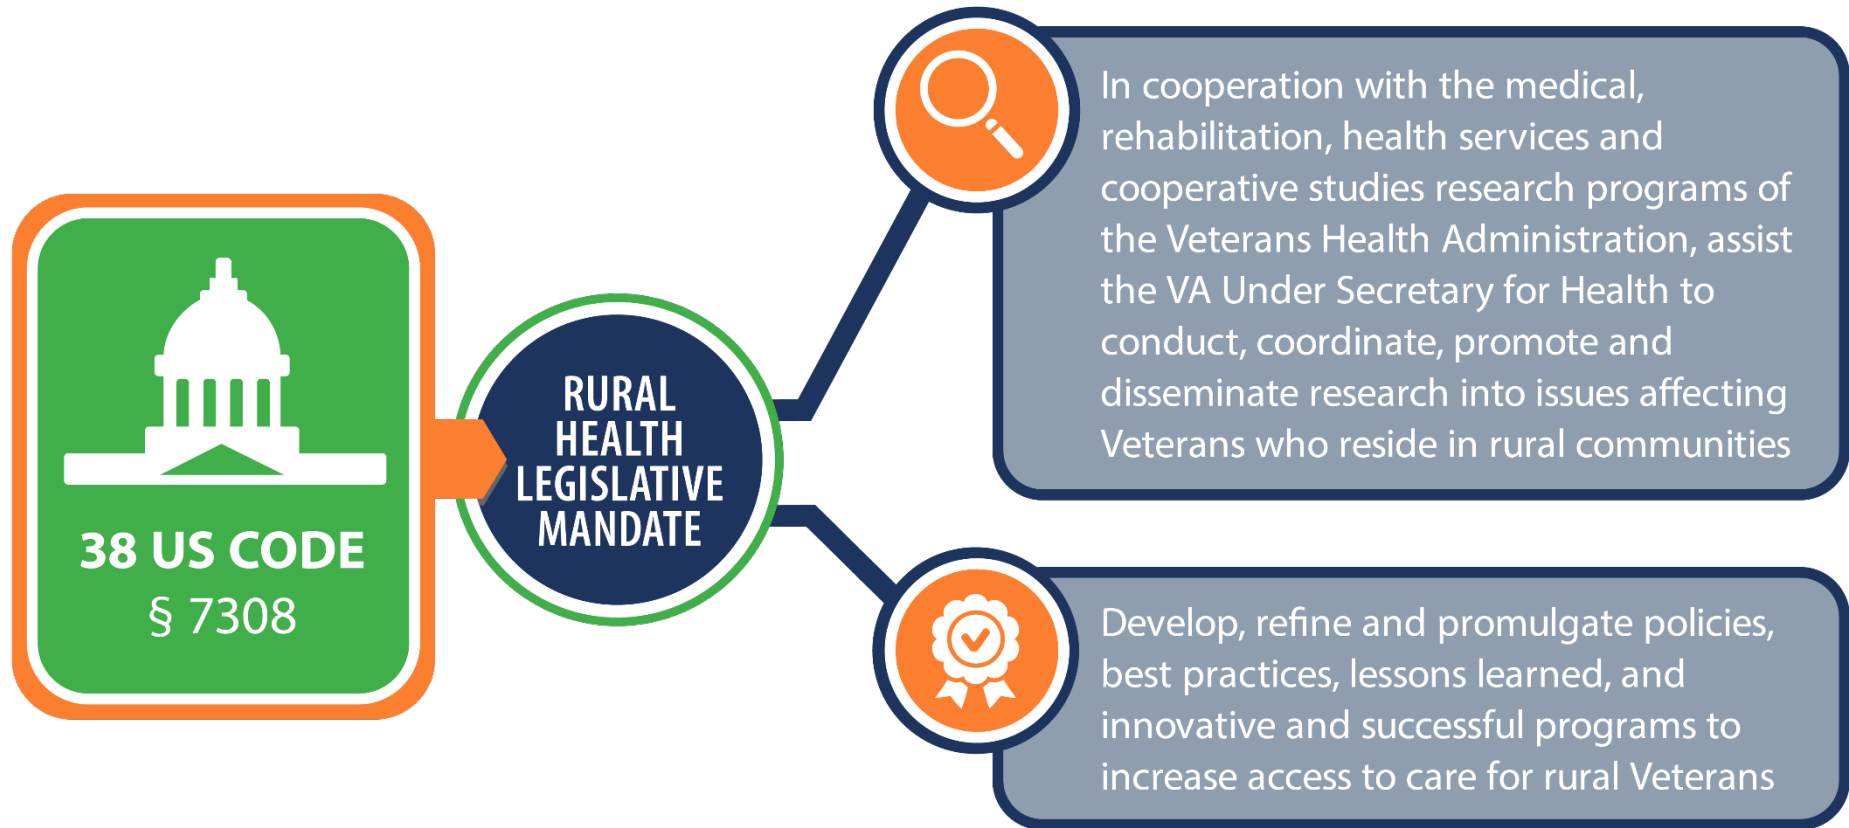 38 US CODE
§ 7308
RURAL
HEALTH
LEGISLATIVE
MANDATE
In cooperation with the medical,
rehabilitation, health services and
cooperative studies research programs of
the Veterans Health Administration, assist
the VA Under Secretary for Health to
conduct, coordinate, promote and
disseminate research into issues affecting
Veterans who reside in rural communities
Develop, refine and promulgate policies,
best practices, lessons learned, and
innovative and successful programs to
increase access to care for rural Veterans